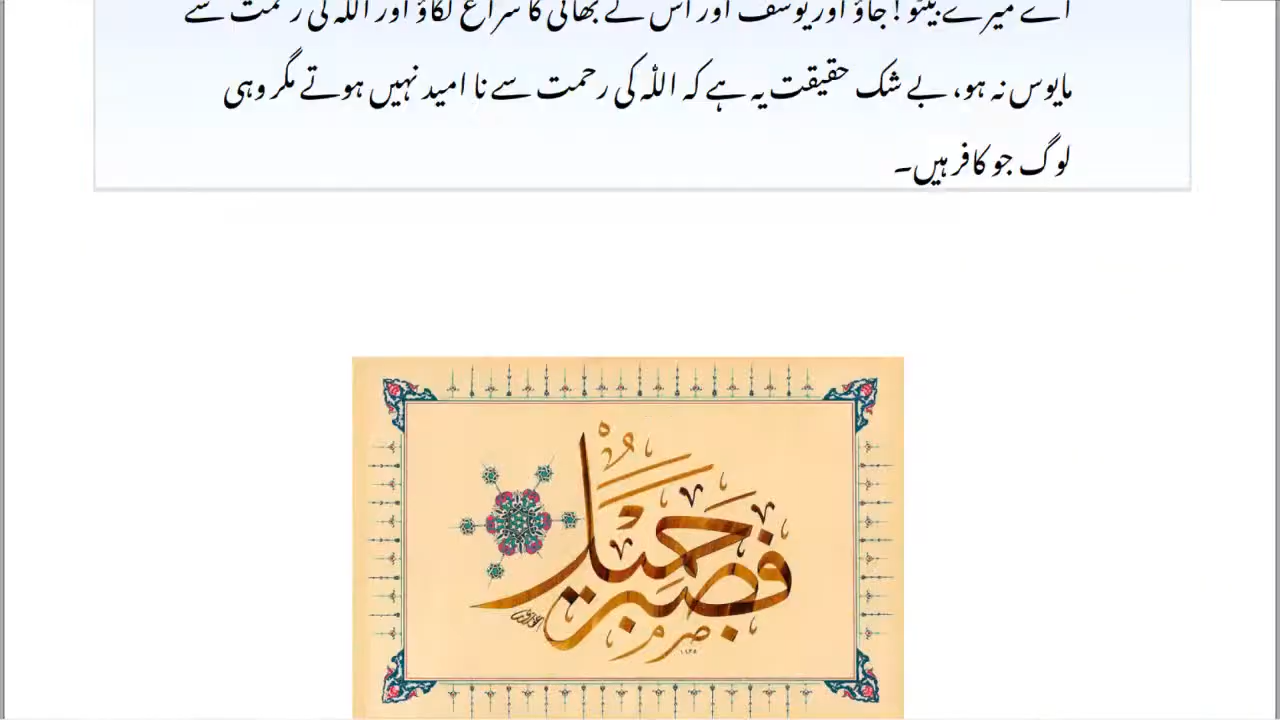 اے میرے بیٹو! جاؤ اور یوسف اور اس کے بھائی کا سراغ لگاؤ اور اللہ کی رحمت سے
مایوس نہ ہو، بے شک حقیقت یہ ہے کہ اللہ کی رحمت سے نا امید نہیں ہوتے مگر وہی
لوگ جو کافر ہیں۔
فَصَبْرٌ جَمِيلٌ